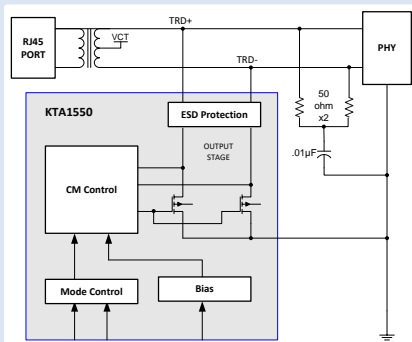 RJ45
PORT
VCT
TRD+
TRD-
PHY
50
ohm
x2
.01µF
KTA1550
ESD Protection
OUTPUT
STAGE
CM Control
Mode Control
Bias